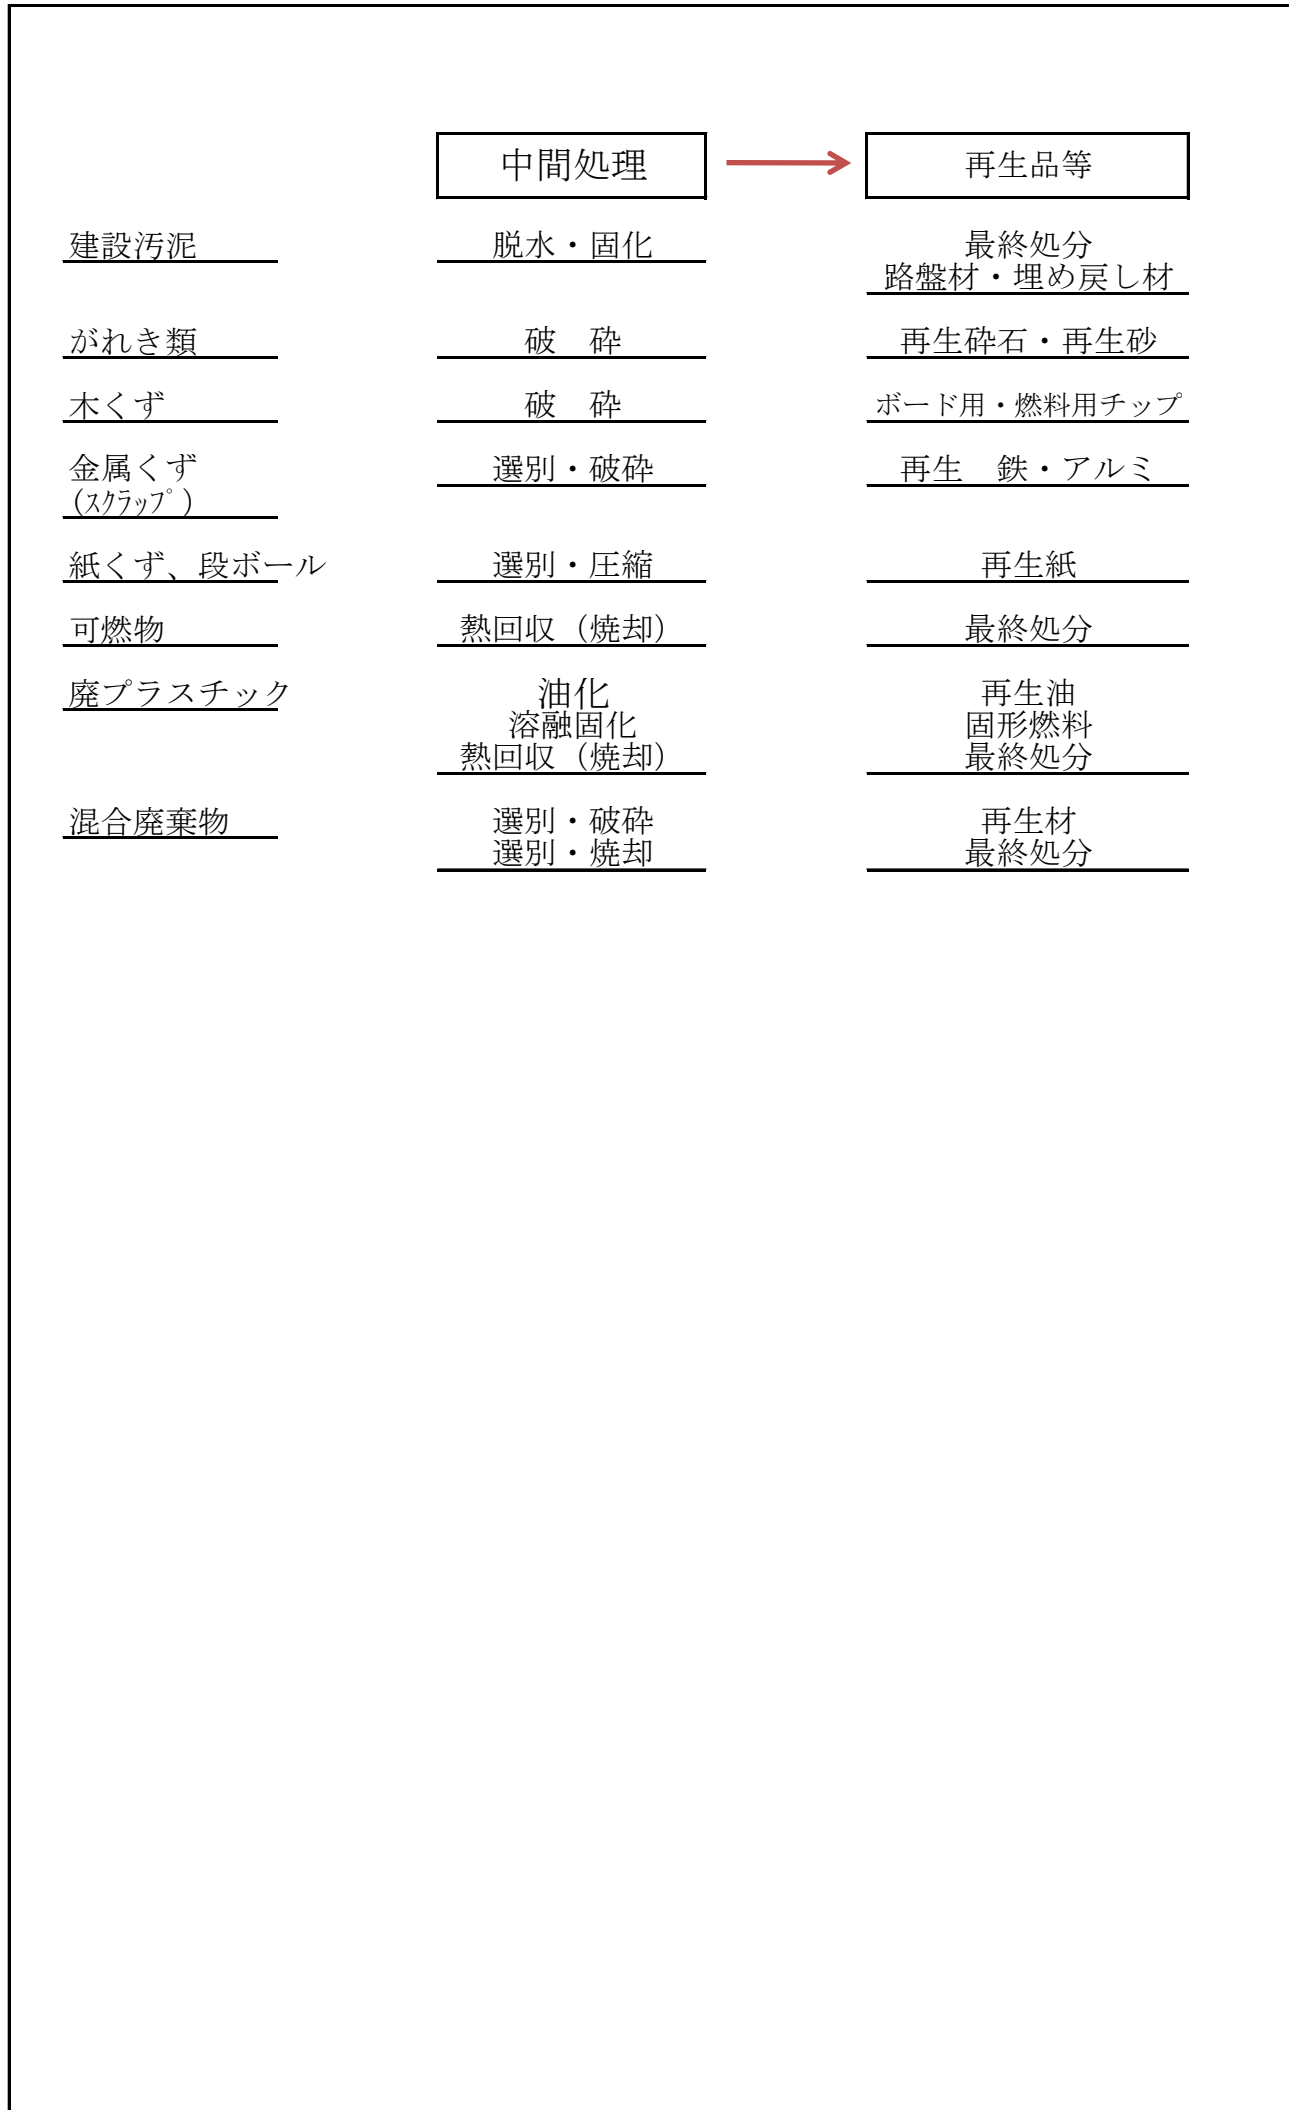 中間処理 再生品等
建設汚泥 脱水・固化 最終処分
路盤材・埋め戻し材
がれき類 破　砕 再生砕石・再生砂
木くず 破　砕 ボード用・燃料用チップ
金属くず 選別・破砕 再生　鉄・アルミ
(ｽｸﾗｯﾌﾟ)
紙くず、段ボール 選別・圧縮 再生紙
可燃物 熱回収（焼却） 最終処分
廃プラスチック 油化 再生油
溶融固化 固形燃料
熱回収（焼却） 最終処分
混合廃棄物 選別・破砕 再生材
選別・焼却 最終処分